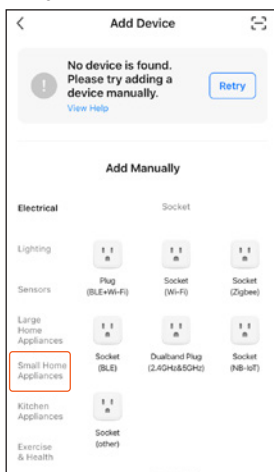 Add Device
No device is found.
Please try adding a
device manually.
View Help
Retry
Add Manually
Electrical
Socket
Lighting
Sensors
Plug
(BLE+Wi-Fi)
Socket
(Wi-Fi)
Socket
(Zigbee)
Large
Home
Appliances
Small Home
Appliances
Socket
(BLE)
Dualband Plug
(2.4GHz&5GHz)
Socket
(NB-IoT)
Kitchen
Appliances
Socket
(other)
Exercise
& Health